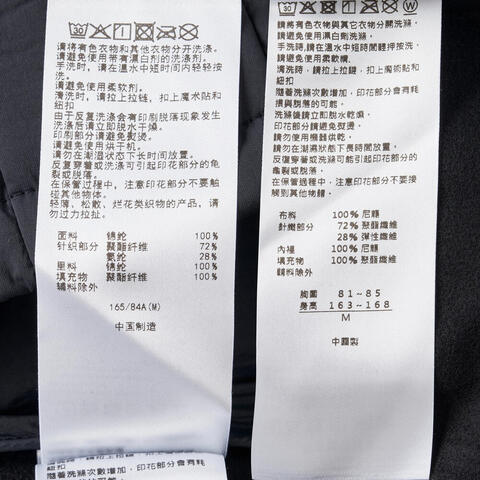 30
请将有色衣物和其他衣物分开洗涤。
请避免使用带有漂白剂的洗涤剂。
手洗时，请在温水中短时间内轻轻按洗。
请避免使用柔软剂。
清洗时，请拉上拉链，扣上魔术贴和纽扣
由于反复洗涤会有印刷脱落现象发生
洗涤后请立即脱水干燥。
印刷部分请避免熨烫。
请避免使用烘干机。
请勿在潮湿状态下长时间放置。
反复穿着或洗涤可能引起印花部分的龟裂或脱落。
在保管过程中，注意印花部分不要触碰其他衣物。
轻薄、松散、烂花类织物的产品，请勿过力拉扯。
面料 锦纶 100%
针织部分 聚酯纤维 72%
氨纶 28%
里料 锦纶 100%
填充物 聚酯纤维 100%
辅料除外
165/84A(M)
中国制造
纽扣
隨着洗滌次數增加，印花部分會有耗
30
W
請將有色衣物與其它衣物分開洗滌。
請避免使用漂白劑洗滌。
手洗時，請在溫水中短時間輕按洗。
請避免使用柔軟精。
清洗時，請拉上拉鏈，扣上魔術貼和紐扣
隨着洗滌次數增加，印花部分會有耗損與脫落的可能。
洗滌後請立即脫水乾燥。
印花部分請避免熨燙。
請避免使用機器烘乾。
請勿在潮濕狀態下長時間放置。
反復穿著或洗滌可能引起印花部分的龜裂或脫落。
在保管過程中，注意印花部分不要接觸到其他物體。
布料 100% 尼龍
針織部分 72% 聚酯纖維
28% 彈性纖維
內裡 100% 尼龍
填充物 100% 聚酯纖維
輔料除外
胸圍 81-85
身高 163-168
M
中國製